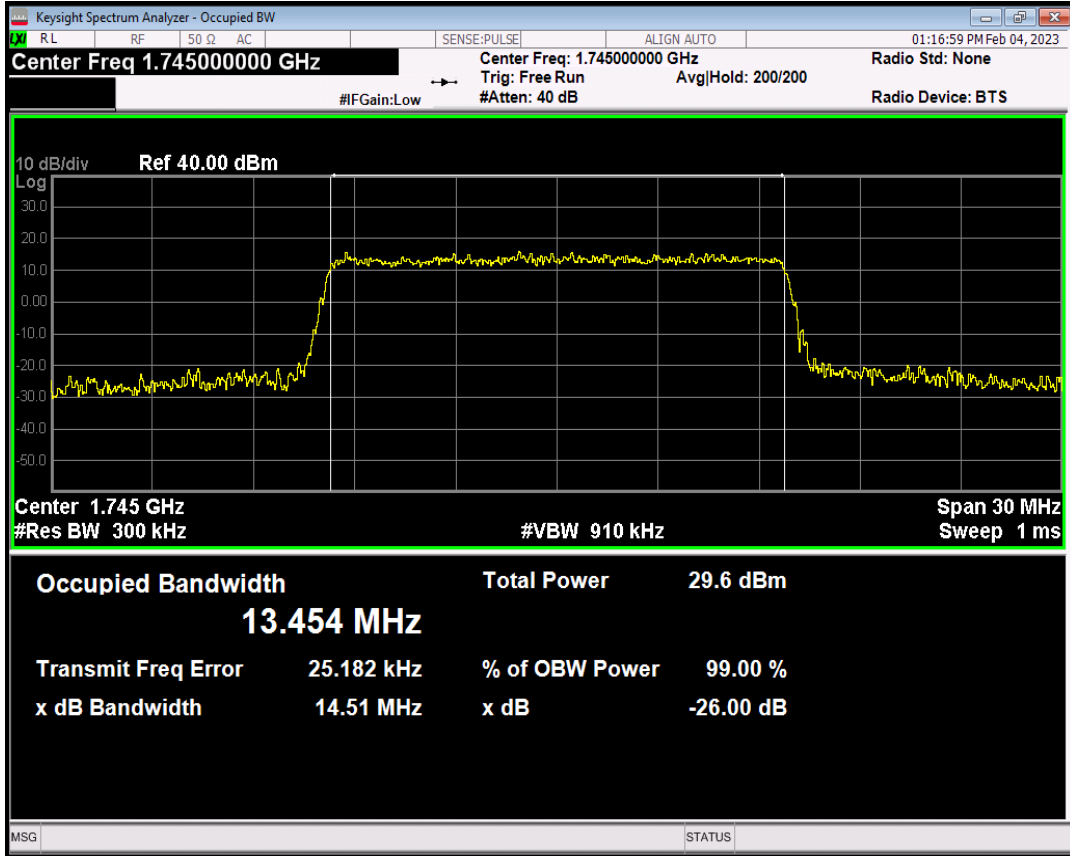 Keysight Spectrum Analyzer - Occupied BW
LXI RL RF 50 Ω AC SENSE:PULSE ALIGN AUTO 01:16:59 PM Feb 04, 2023
Center Freq 1.745000000 GHz Center Freq: 1.745000000 GHz Radio Std: None
Trig: Free Run Avg|Hold: 200/200
#IFGain:Low #Atten: 40 dB Radio Device: BTS
10 dB/div Ref 40.00 dBm
Log
30.0
20.0
10.0
0.00
-10.0
-20.0
-30.0
-40.0
-50.0
Center 1.745 GHz Span 30 MHz
#Res BW 300 kHz #VBW 910 kHz Sweep 1 ms
Occupied Bandwidth Total Power 29.6 dBm
13.454 MHz
Transmit Freq Error 25.182 kHz % of OBW Power 99.00 %
x dB Bandwidth 14.51 MHz x dB -26.00 dB
MSG STATUS